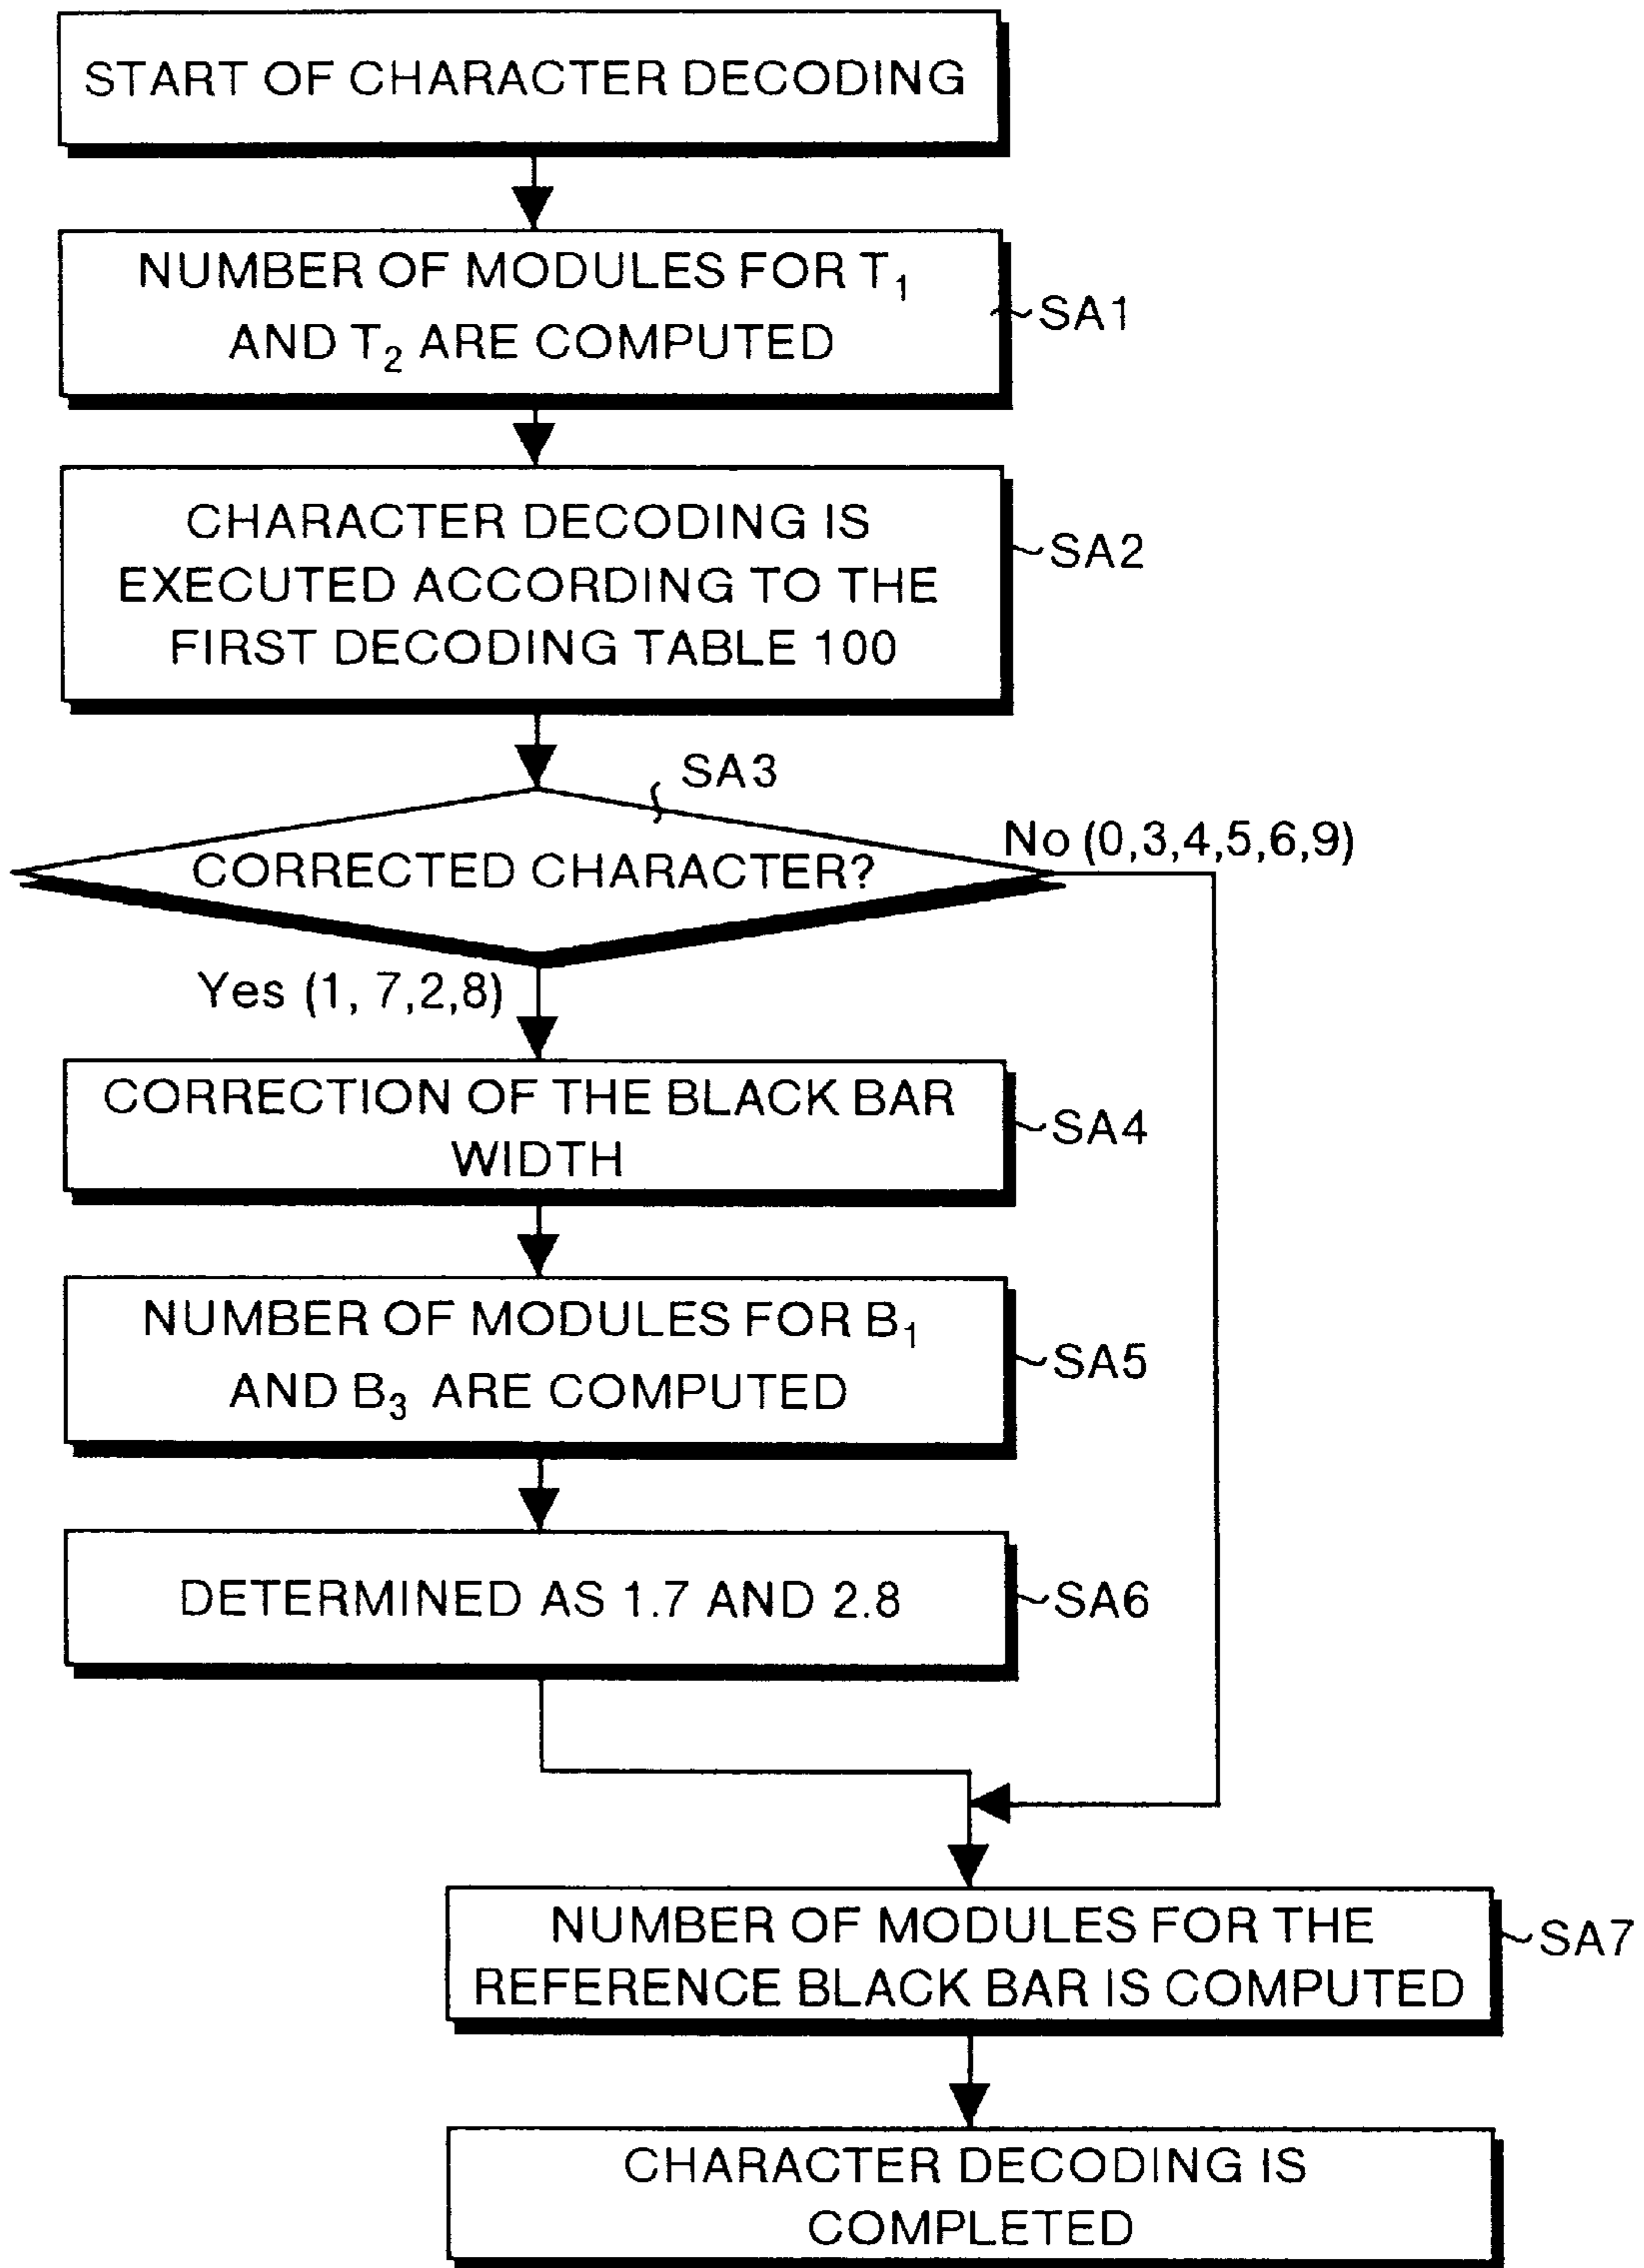 START OF CHARACTER DECODING
NUMBER OF MODULES FOR T₁
AND T₂ ARE COMPUTED
SA1
CHARACTER DECODING IS
EXECUTED ACCORDING TO THE
FIRST DECODING TABLE 100
SA2
SA3
CORRECTED CHARACTER?
No (0,3,4,5,6,9)
Yes (1, 7,2,8)
CORRECTION OF THE BLACK BAR
WIDTH
SA4
NUMBER OF MODULES FOR B₁
AND B₃ ARE COMPUTED
SA5
DETERMINED AS 1.7 AND 2.8
SA6
NUMBER OF MODULES FOR THE
REFERENCE BLACK BAR IS COMPUTED
SA7
CHARACTER DECODING IS
COMPLETED